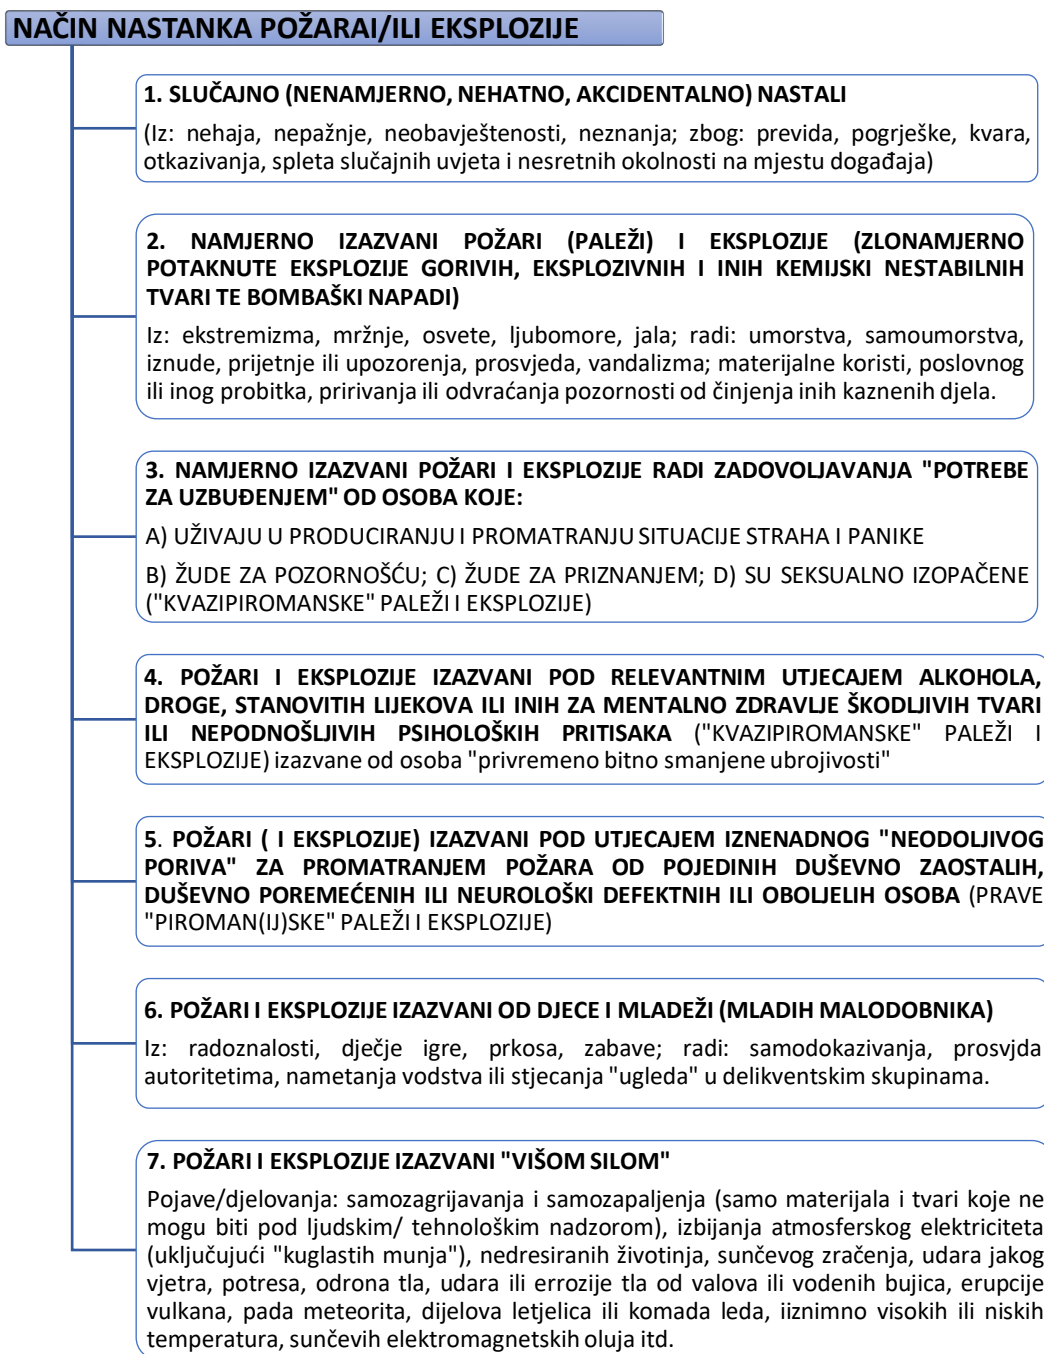 NAČIN NASTANKA POŽARAI/ILI EKSPLOZIJE
1. SLUČAJNO (NENAMJERNO, NEHATNO, AKCIDENTALNO) NASTALI
(Iz: nehaja, nepažnje, neobavještenosti, neznanja; zbog: previda, pogrješke, kvara,
otkazivanja, spleta slučajnih uvjeta i nesretnih okolnosti na mjestu događaja)
2. NAMJERNO IZAZVANI POŽARI (PALEŽI) I EKSPLOZIJE (ZLONAMJERNO
POTAKNUTE EKSPLOZIJE GORIVIH, EKSPLOZIVNIH I INIH KEMIJSKI NESTABILNIH
TVARI TE BOMBAŠKI NAPADI)
Iz: ekstremizma, mržnje, osvete, ljubomore, jala; radi: umorstva, samoumorstva,
iznude, prijetnje ili upozorenja, prosvjeda, vandalizma; materijalne koristi, poslovnog
ili inog probitka, pririvanja ili odvraćanja pozornosti od činjenja inih kaznenih djela.
3. NAMJERNO IZAZVANI POŽARI I EKSPLOZIJE RADI ZADOVOLJAVANJA "POTREBE
ZA UZBUĐENJEM" OD OSOBA KOJE:
A) UŽIVAJU U PRODUCIRANJU I PROMATRANJU SITUACIJE STRAHA I PANIKE
B) ŽUDE ZA POZORNOŠĆU; C) ŽUDE ZA PRIZNANJEM; D) SU SEKSUALNO IZOPAČENE
("KVAZIPIROMANSKE" PALEŽI I EKSPLOZIJE)
4. POŽARI I EKSPLOZIJE IZAZVANI POD RELEVANTNIM UTJECAJEM ALKOHOLA,
DROGE, STANOVITIH LIJEKOVA ILI INIH ZA MENTALNO ZDRAVLJE ŠKODLJIVIH TVARI
ILI NEPODNOŠLJIVIH PSIHOLOŠKIH PRITISAKA ("KVAZIPIROMANSKE" PALEŽI I
EKSPLOZIJE) izazvane od osoba "privremeno bitno smanjene ubrojivosti"
5. POŽARI ( I EKSPLOZIJE) IZAZVANI POD UTJECAJEM IZNENADNOG "NEODOLJIVOG
PORIVA" ZA PROMATRANJEM POŽARA OD POJEDINIH DUŠEVNO ZAOSTALIH,
DUŠEVNO POREMEĆENIH ILI NEUROLOŠKI DEFEKTNIH ILI OBOLJELIH OSOBA (PRAVE
"PIROMAN(IJ)SKE" PALEŽI I EKSPLOZIJE)
6. POŽARI I EKSPLOZIJE IZAZVANI OD DJECE I MLADEŽI (MLADIH MALODOBNIKA)
Iz: radoznalosti, dječje igre, prkosa, zabave; radi: samodokazivanja, prosvjda
autoritetima, nametanja vodstva ili stjecanja "ugleda" u delikventskim skupinama.
7. POŽARI I EKSPLOZIJE IZAZVANI "VIŠOM SILOM"
Pojave/djelovanja: samozagrijavanja i samozapaljenja (samo materijala i tvari koje ne
mogu biti pod ljudskim/ tehnološkim nadzorom), izbijanja atmosferskog elektriciteta
(uključujući "kuglastih munja"), nedresiranih životinja, sunčevog zračenja, udara jakog
vjetra, potresa, odrona tla, udara ili errozije tla od valova ili vodenih bujica, erupcije
vulkana, pada meteorita, dijelova letjelica ili komada leda, iiznimno visokih ili niskih
temperatura, sunčevih elektromagnetskih oluja itd.